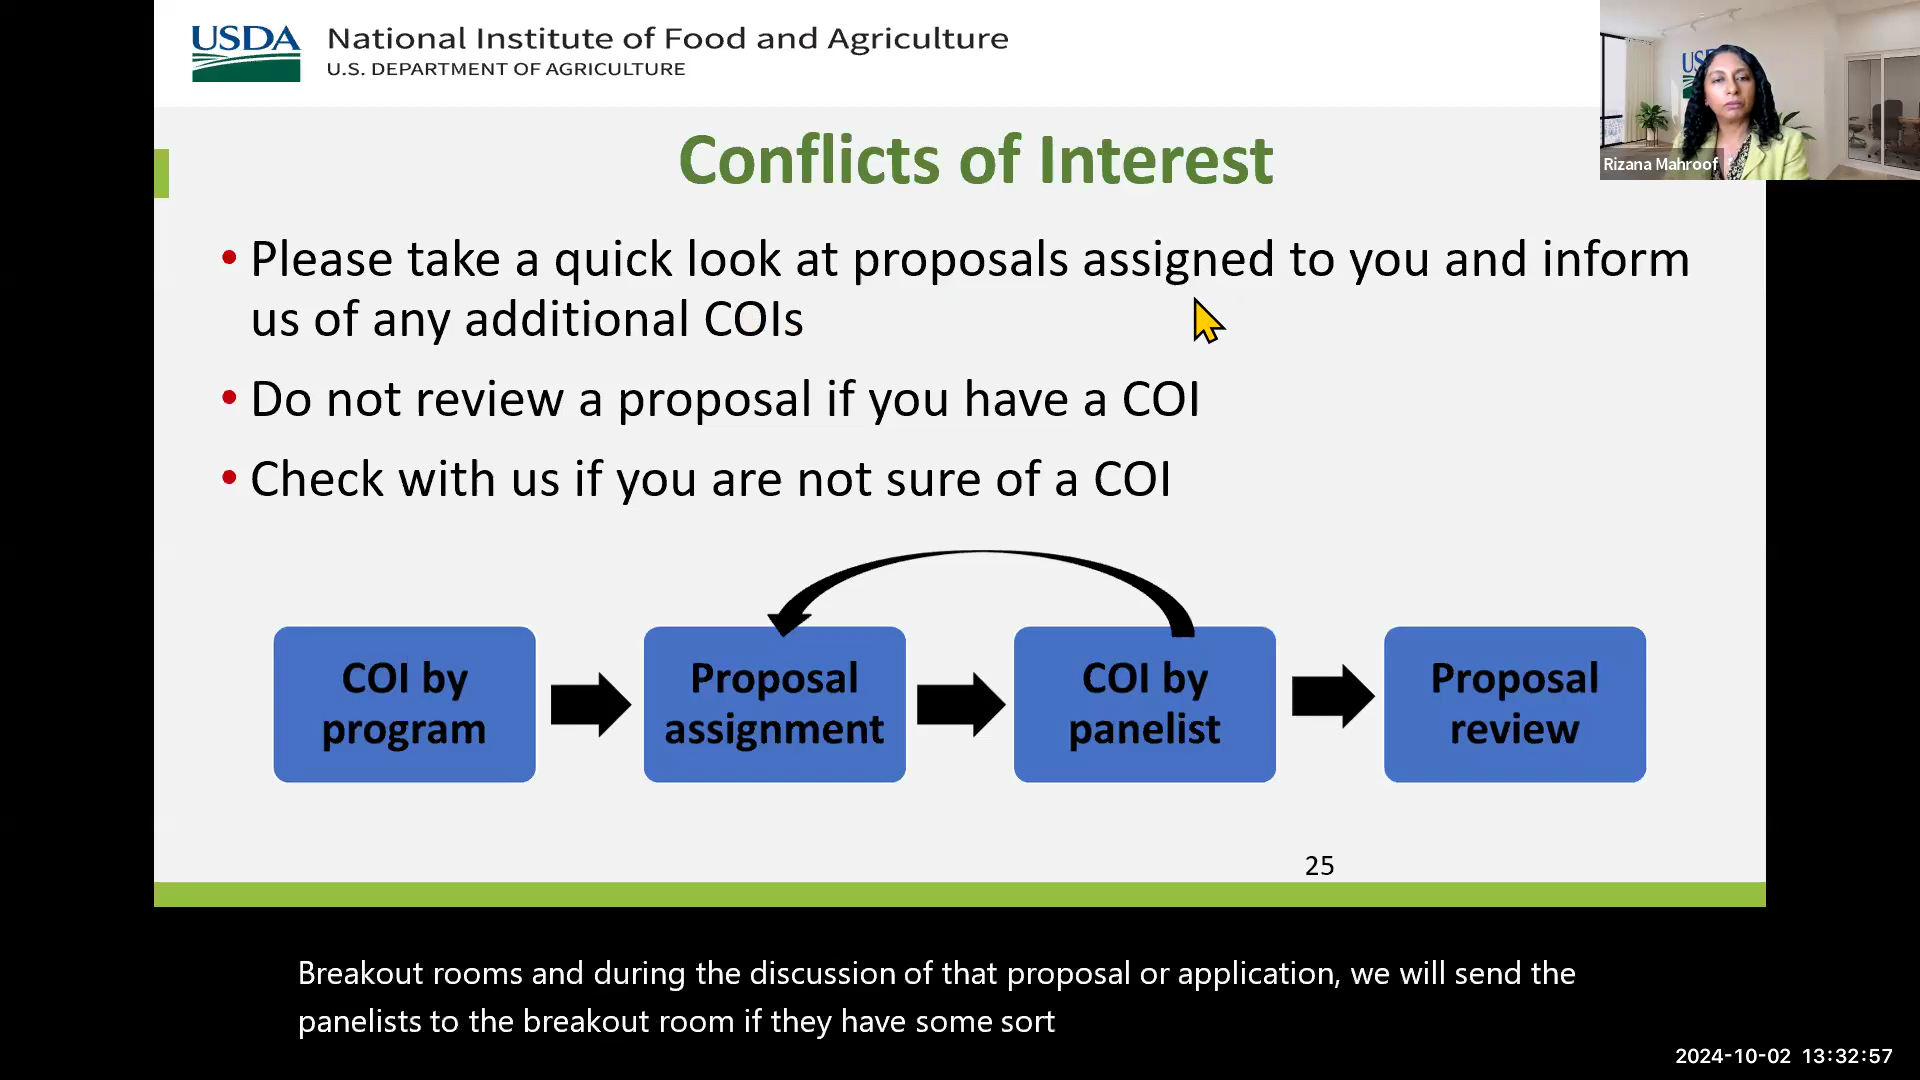 USDA
National Institute of Food and Agriculture
U.S. DEPARTMENT OF AGRICULTURE
US
Rizana Mahroof
Conflicts of Interest
• Please take a quick look at proposals assigned to you and inform
us of any additional COIs
• Do not review a proposal if you have a COI
• Check with us if you are not sure of a COI
COI by
program
Proposal
assignment
COI by
panelist
Proposal
review
25
Breakout rooms and during the discussion of that proposal or application, we will send the
panelists to the breakout room if they have some sort
2024-10-02 13:32:57